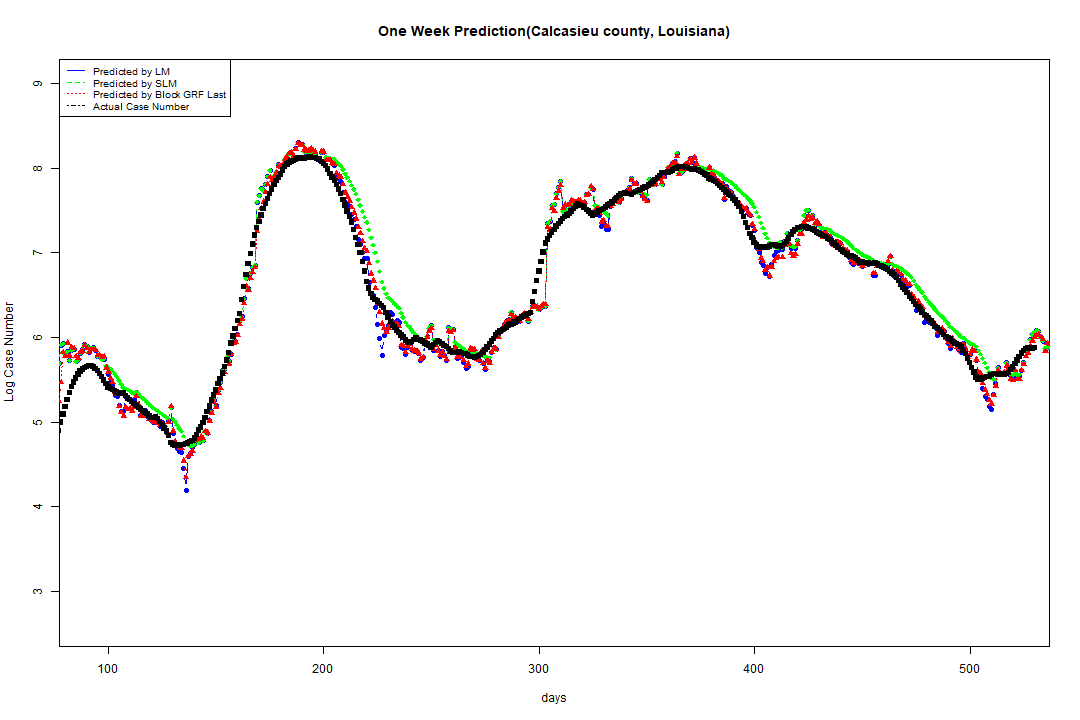 One Week Prediction(Calcasieu county, Louisiana)
Predicted by LM
Predicted by SLM
Predicted by Block GRF Last
Actual Case Number
9
8
7
6
5
4
3
Log Case Number
100 200 300 400 500
days